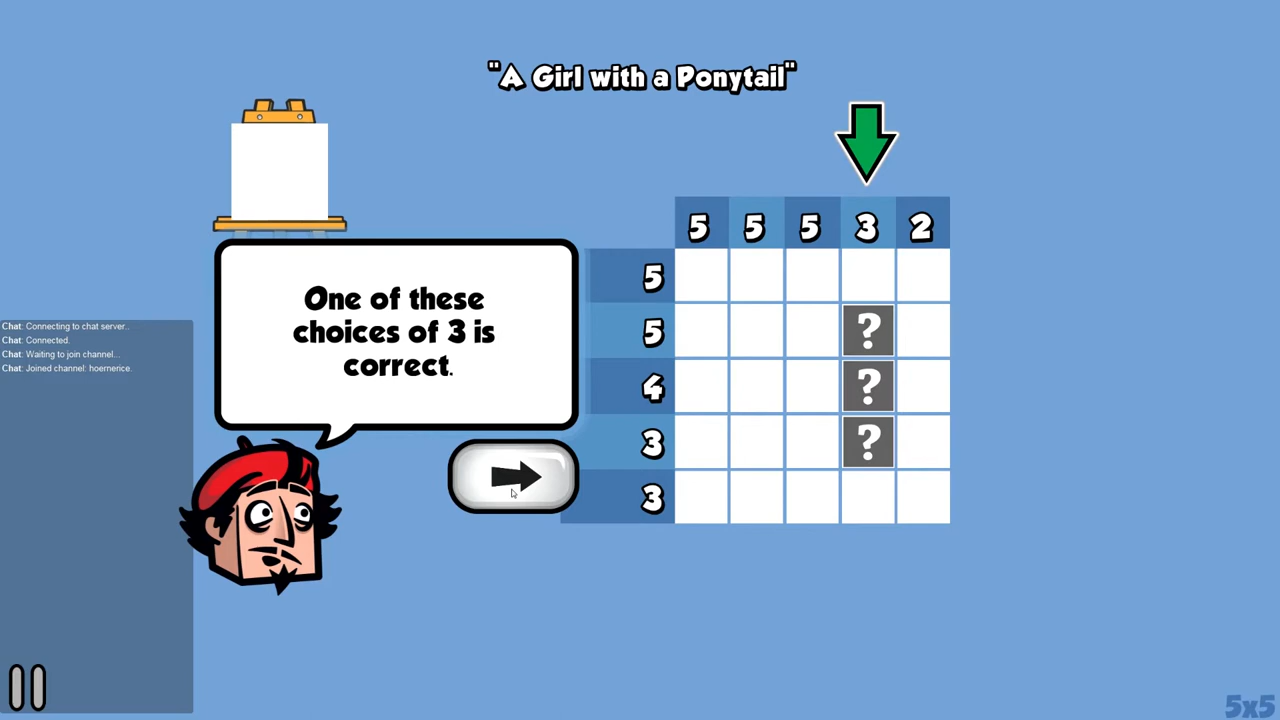 "A Girl with a Ponytail"
5 5 5 3 2
One of these
choices of 3 is
correct.
5
5 ?
4 ?
3 ?
3
Chat: Connecting to chat server..
Chat: Connected.
Chat: Waiting to join channel...
Chat: Joined channel: hoernerice.
5x5